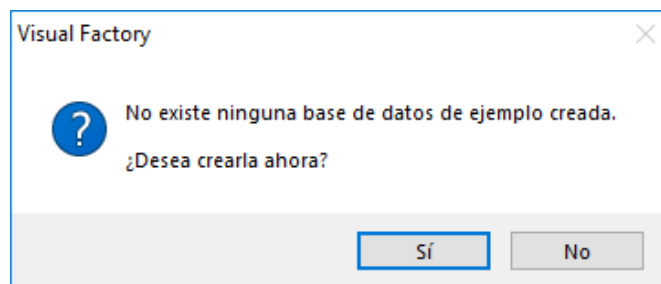 Visual Factory
No existe ninguna base de datos de ejemplo creada.
¿Desea crearla ahora?
Sí
No